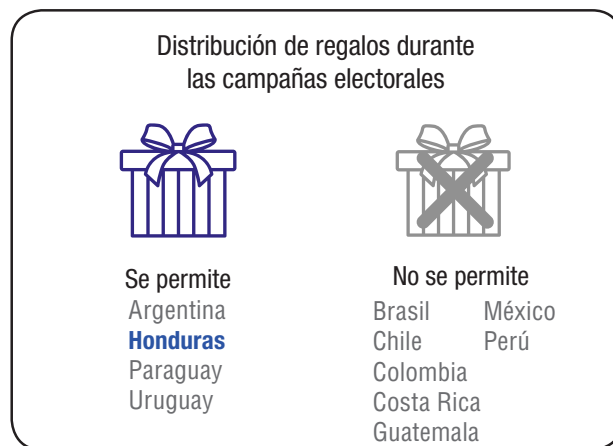 Distribución de regalos durante
las campañas electorales
Se permite
Argentina
Honduras
Paraguay
Uruguay
No se permite
Brasil
Chile
Colombia
Costa Rica
Guatemala
México
Perú